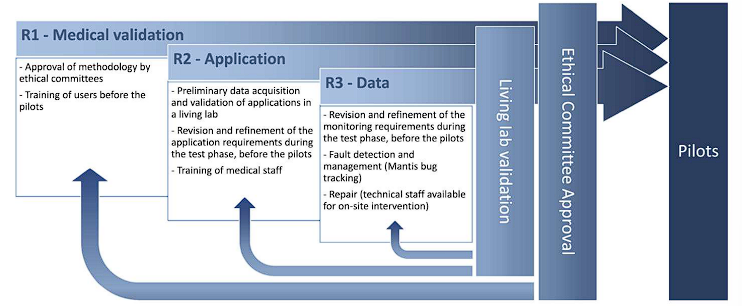 R1 - Medical validation
- Approval of methodology by
ethical committees
- Training of users before the
pilots
R2 - Application
- Preliminary data acquisition
and validation of applications in
a living lab
- Revision and refinement of the
application requirements during
the test phase, before the pilots
- Training of medical staff
R3 - Data
- Revision and refinement of the
monitoring requirements during
the test phase, before the pilots
- Fault detection and
management (Mantis bug
tracking)
- Repair (technical staff available
for on-site intervention)
Living lab validation
Ethical Committee Approval
Pilots